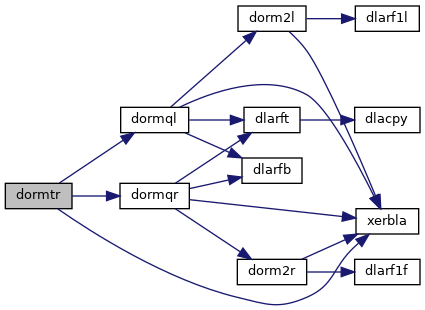 dorm2l
dlarf1l
dormql
dlarft
dlacpy
dlarfb
dormtr
dormqr
xerbla
dorm2r
dlarf1f